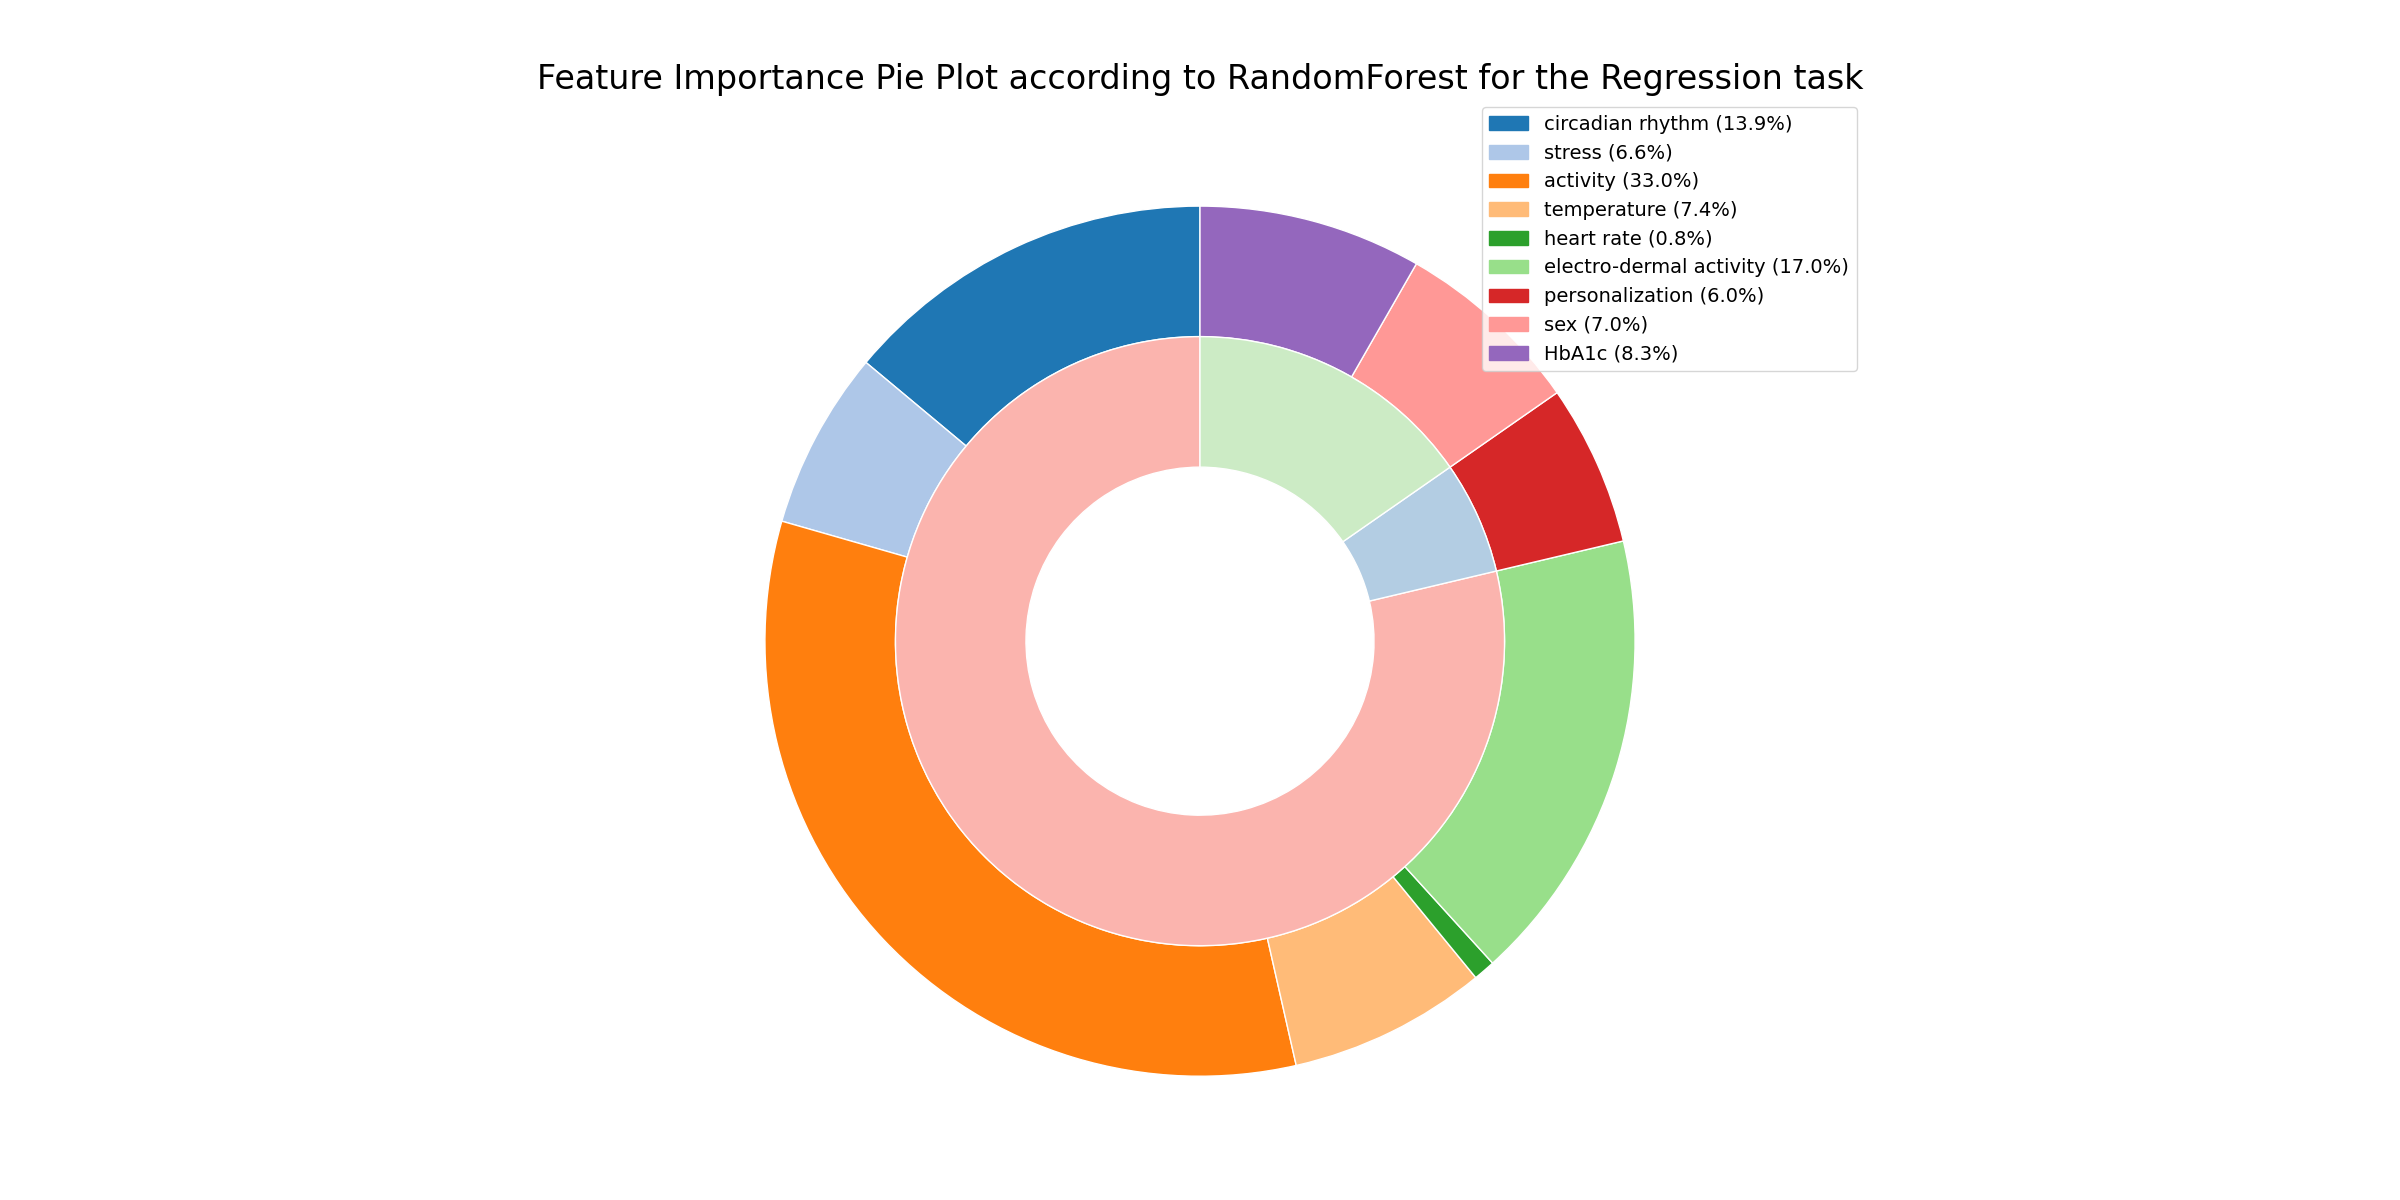 Feature Importance Pie Plot according to RandomForest for the Regression task
circadian rhythm (13.9%)
stress (6.6%)
activity (33.0%)
temperature (7.4%)
heart rate (0.8%)
electro-dermal activity (17.0%)
personalization (6.0%)
sex (7.0%)
HbA1c (8.3%)